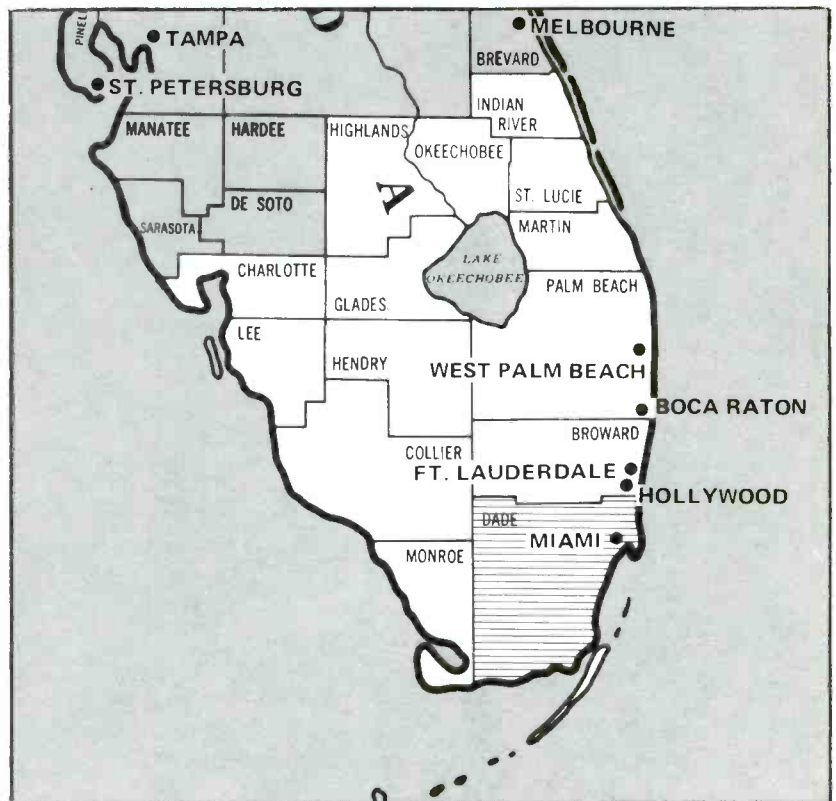 PINEL
TAMPA
MELBOURNE
BREVARD
ST. PETERSBURG
INDIAN
RIVER
MANATEE
HARDEE
HIGHLANDS
OKEECHOBEE
A
DE SOTO
ST. LUCIE
SARASOTA
MARTIN
LAKE
OKEECHOBEE
CHARLOTTE
PALM BEACH
GLADES
LEE
HENDRY
WEST PALM BEACH
BOCA RATON
BROWARD
COLLIER
FT. LAUDERDALE
HOLLYWOOD
DADE
MIAMI
MONROE